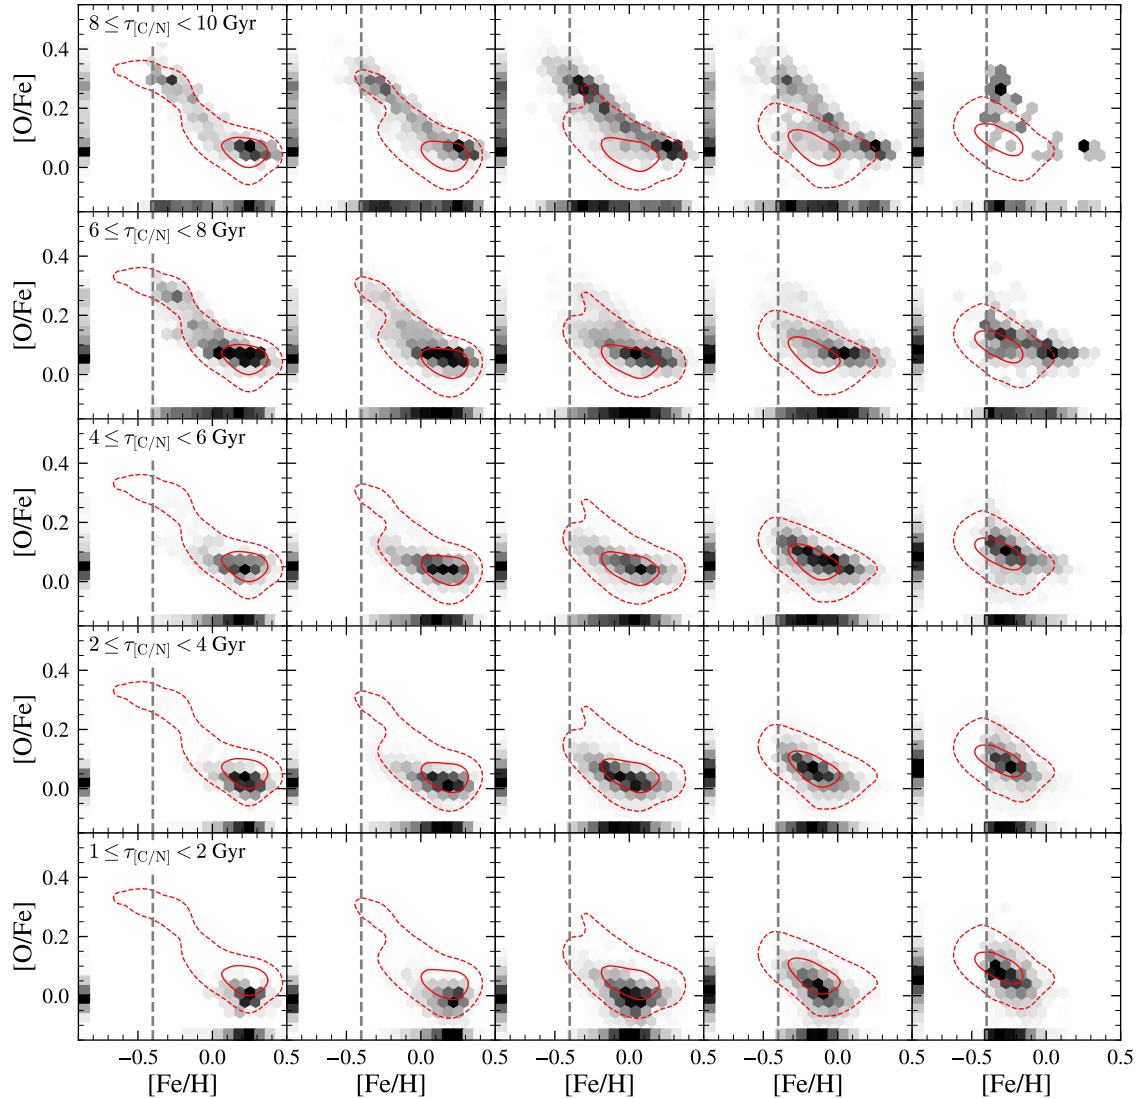 8 ≤ τ[C/N] < 10 Gyr
[O/Fe]
0.4
0.2
0.0
6 ≤ τ[C/N] < 8 Gyr
[O/Fe]
0.4
0.2
0.0
4 ≤ τ[C/N] < 6 Gyr
[O/Fe]
0.4
0.2
0.0
2 ≤ τ[C/N] < 4 Gyr
[O/Fe]
0.4
0.2
0.0
1 ≤ τ[C/N] < 2 Gyr
[O/Fe]
0.4
0.2
0.0
−0.5 0.0 0.5 0.0 0.5 −0.5 0.0 0.5 −0.5 0.0 0.5 −0.5 0.0 0.5
[Fe/H] [Fe/H] [Fe/H] [Fe/H] [Fe/H]